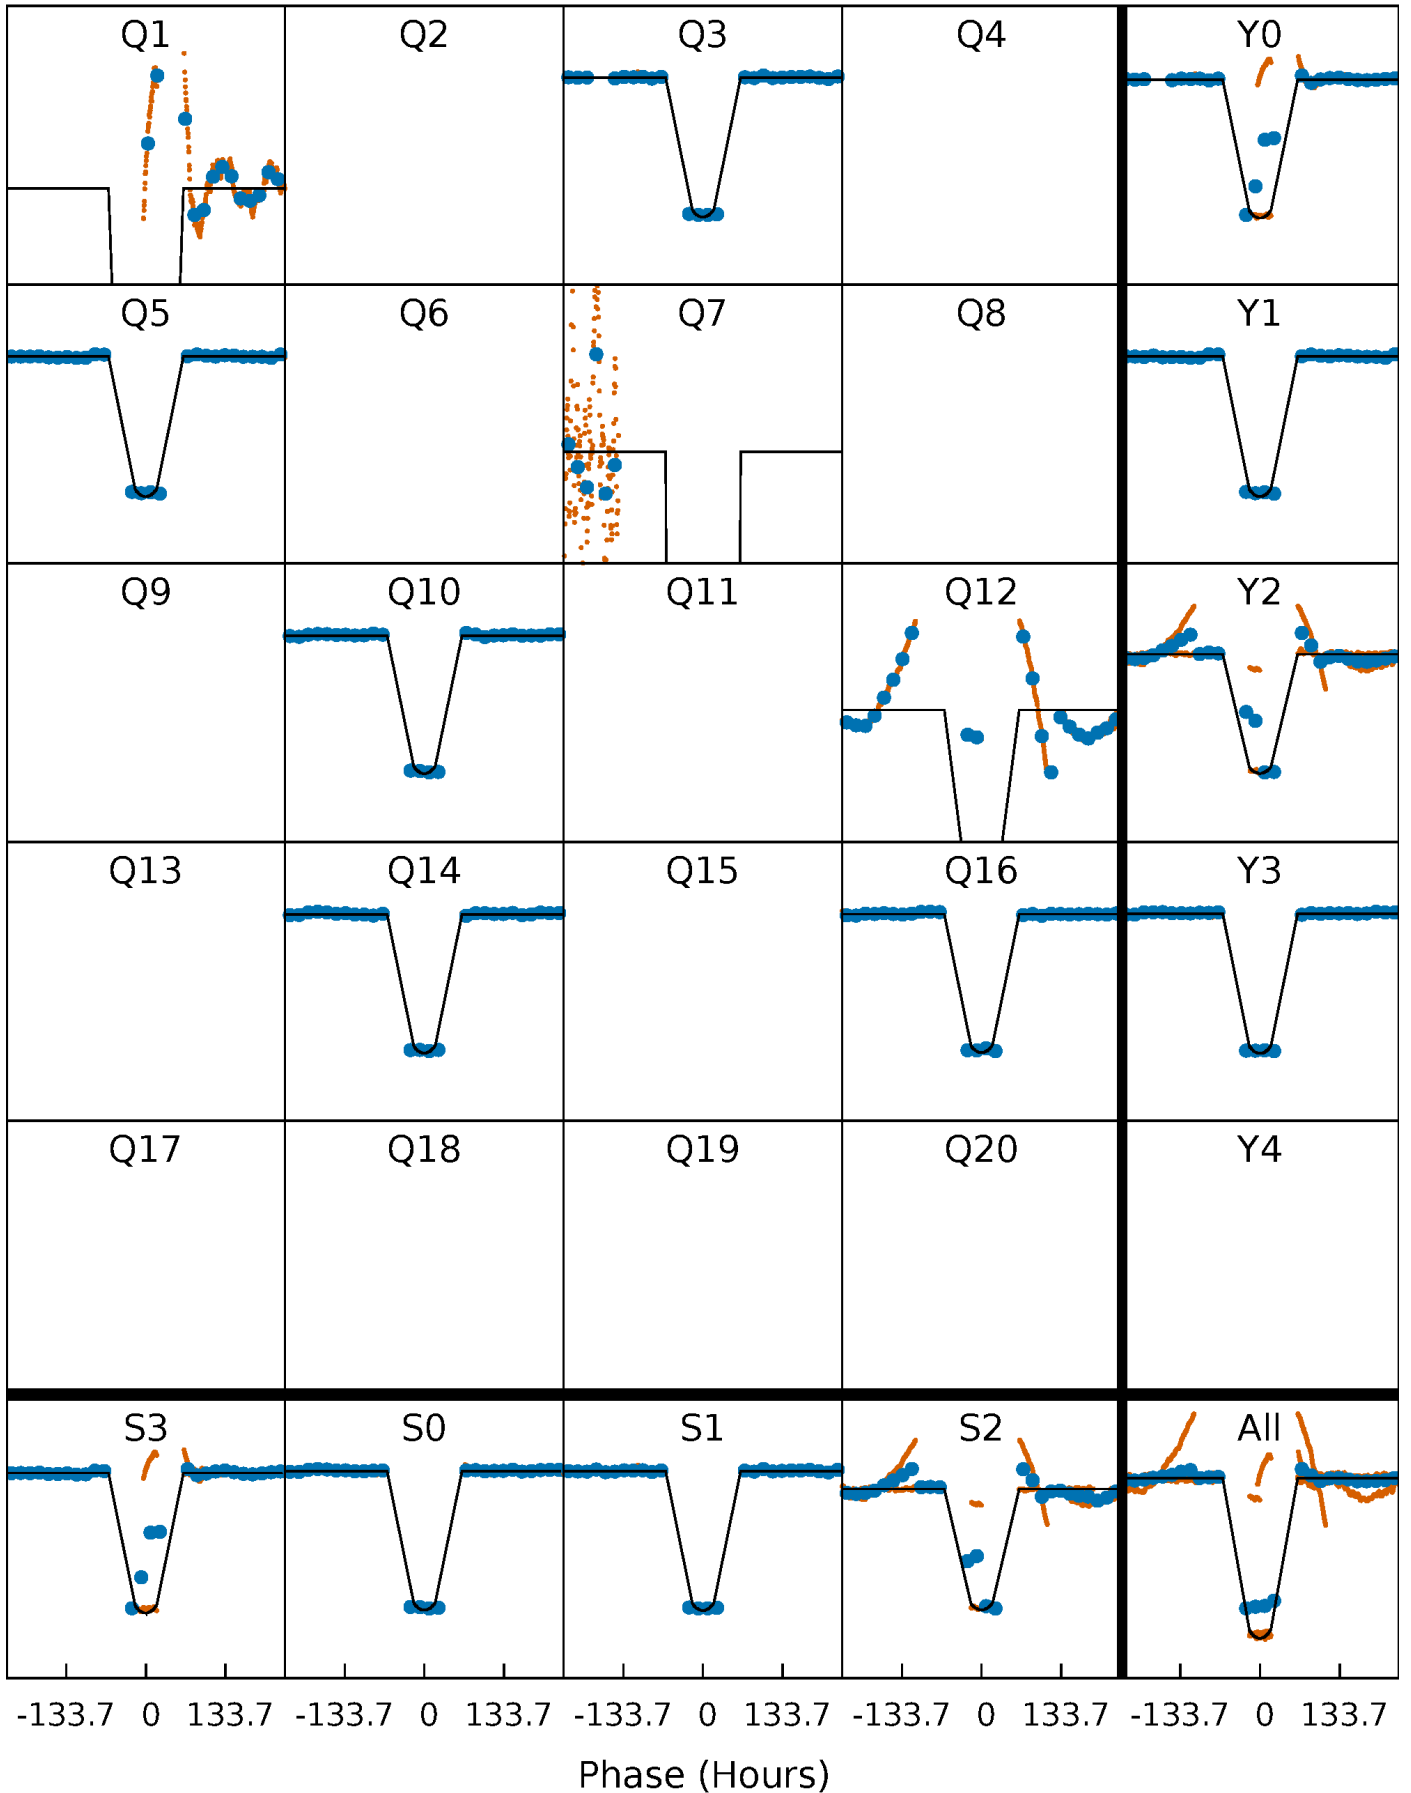 Q1 Q2 Q3 Q4 Y0
Q5 Q6 Q7 Q8 Y1
Q9 Q10 Q11 Q12 Y2
Q13 Q14 Q15 Q16 Y3
Q17 Q18 Q19 Q20 Y4
S3 S0 S1 S2 All
-133.7 0 133.7 -133.7 0 133.7 -133.7 0 133.7 -133.7 0 133.7 -133.7 0 133.7
Phase (Hours)